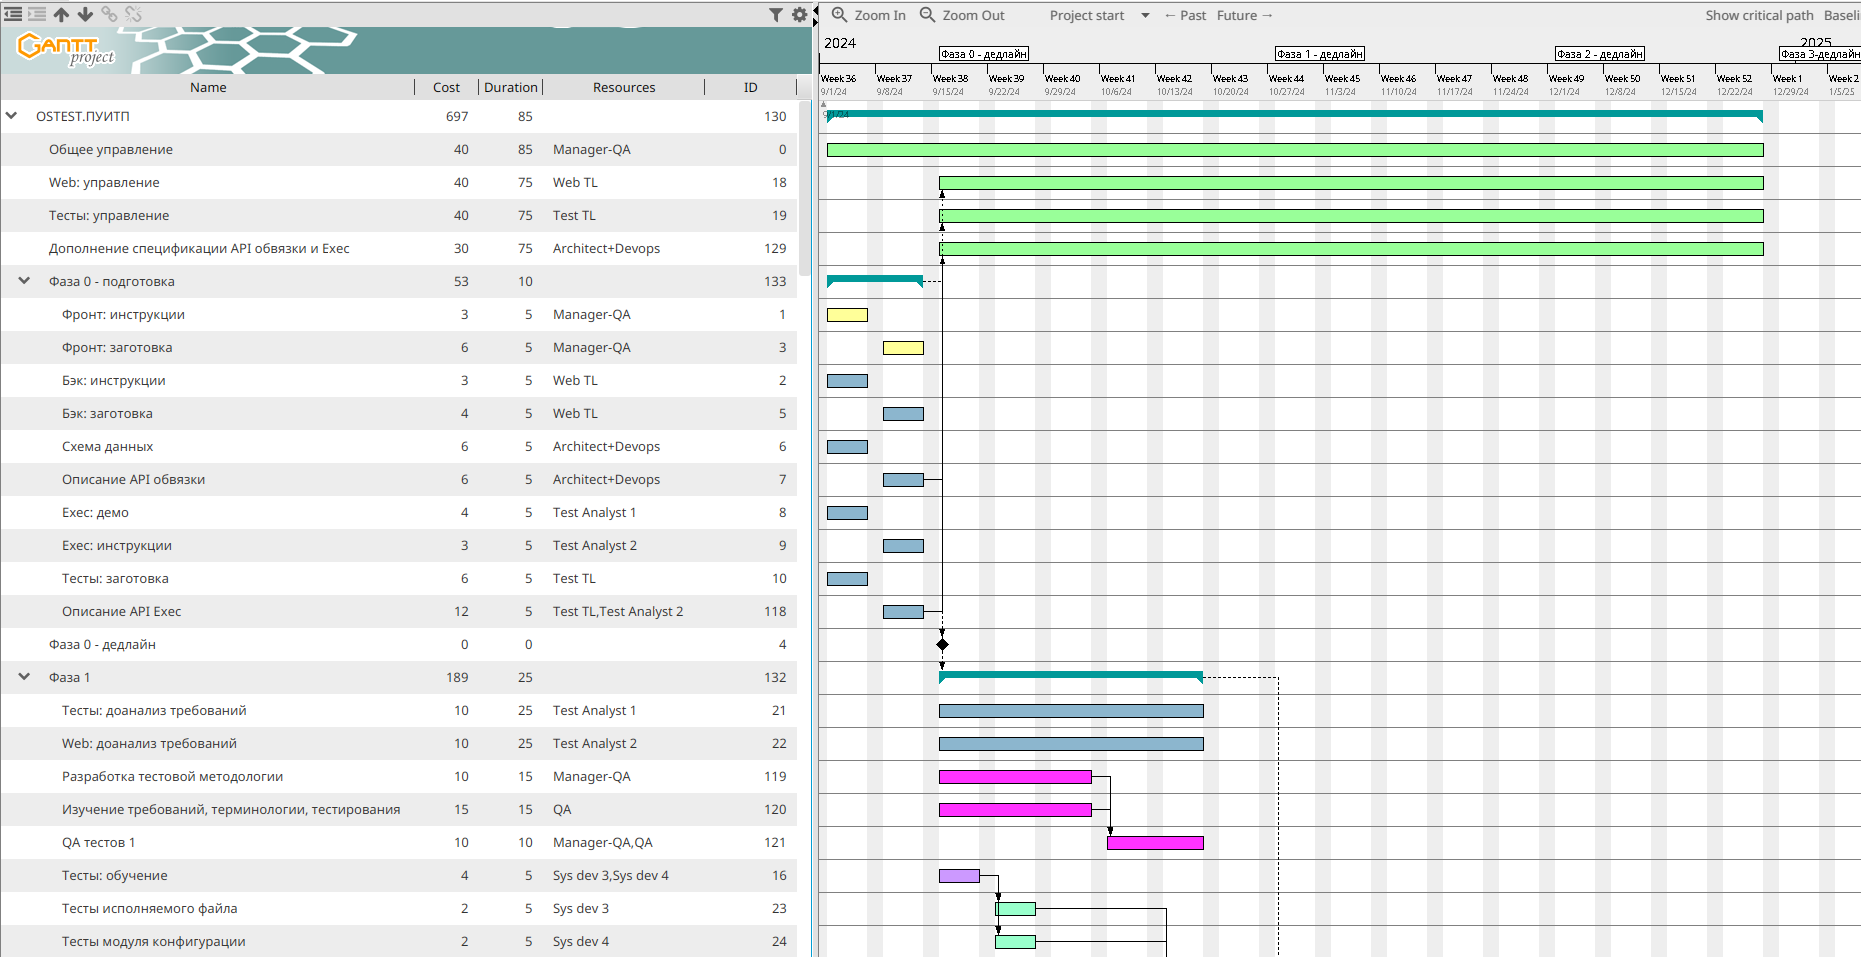 Zoom In Zoom Out Project start ← Past Future → Show critical path Baseli
GANTT project
2024 2025
Фаза 0 - дедлайн Фаза 1 - дедлайн Фаза 2 - дедлайн Фаза 3-дедлайн
Name Cost Duration Resources ID
Week 36 Week 37 Week 38 Week 39 Week 40 Week 41 Week 42 Week 43 Week 44 Week 45 Week 46 Week 47 Week 48 Week 49 Week 50 Week 51 Week 52 Week 1 Week 2
9/1/24 9/8/24 9/15/24 9/22/24 9/29/24 10/6/24 10/13/24 10/20/24 10/27/24 11/3/24 11/10/24 11/17/24 11/24/24 12/1/24 12/8/24 12/15/24 12/22/24 12/29/24 1/5/25
OSTEST.ПУИТП 697 85 130
9/1/24
Общее управление 40 85 Manager-QA 0
Web: управление 40 75 Web TL 18
Тесты: управление 40 75 Test TL 19
Дополнение спецификации API обвязки и Exec 30 75 Architect+Devops 129
Фаза 0 - подготовка 53 10 133
Фронт: инструкции 3 5 Manager-QA 1
Фронт: заготовка 6 5 Manager-QA 3
Бэк: инструкции 3 5 Web TL 2
Бэк: заготовка 4 5 Web TL 5
Схема данных 6 5 Architect+Devops 6
Описание API обвязки 6 5 Architect+Devops 7
Exec: демо 4 5 Test Analyst 1 8
Exec: инструкции 3 5 Test Analyst 2 9
Тесты: заготовка 6 5 Test TL 10
Описание API Exec 12 5 Test TL,Test Analyst 2 118
Фаза 0 - дедлайн 0 0 4
Фаза 1 189 25 132
Тесты: доанализ требований 10 25 Test Analyst 1 21
Web: доанализ требований 10 25 Test Analyst 2 22
Разработка тестовой методологии 10 15 Manager-QA 119
Изучение требований, терминологии, тестирования 15 15 QA 120
QA тестов 1 10 10 Manager-QA,QA 121
Тесты: обучение 4 5 Sys dev 3,Sys dev 4 16
Тесты исполняемого файла 2 5 Sys dev 3 23
Тесты модуля конфигурации 2 5 Sys dev 4 24